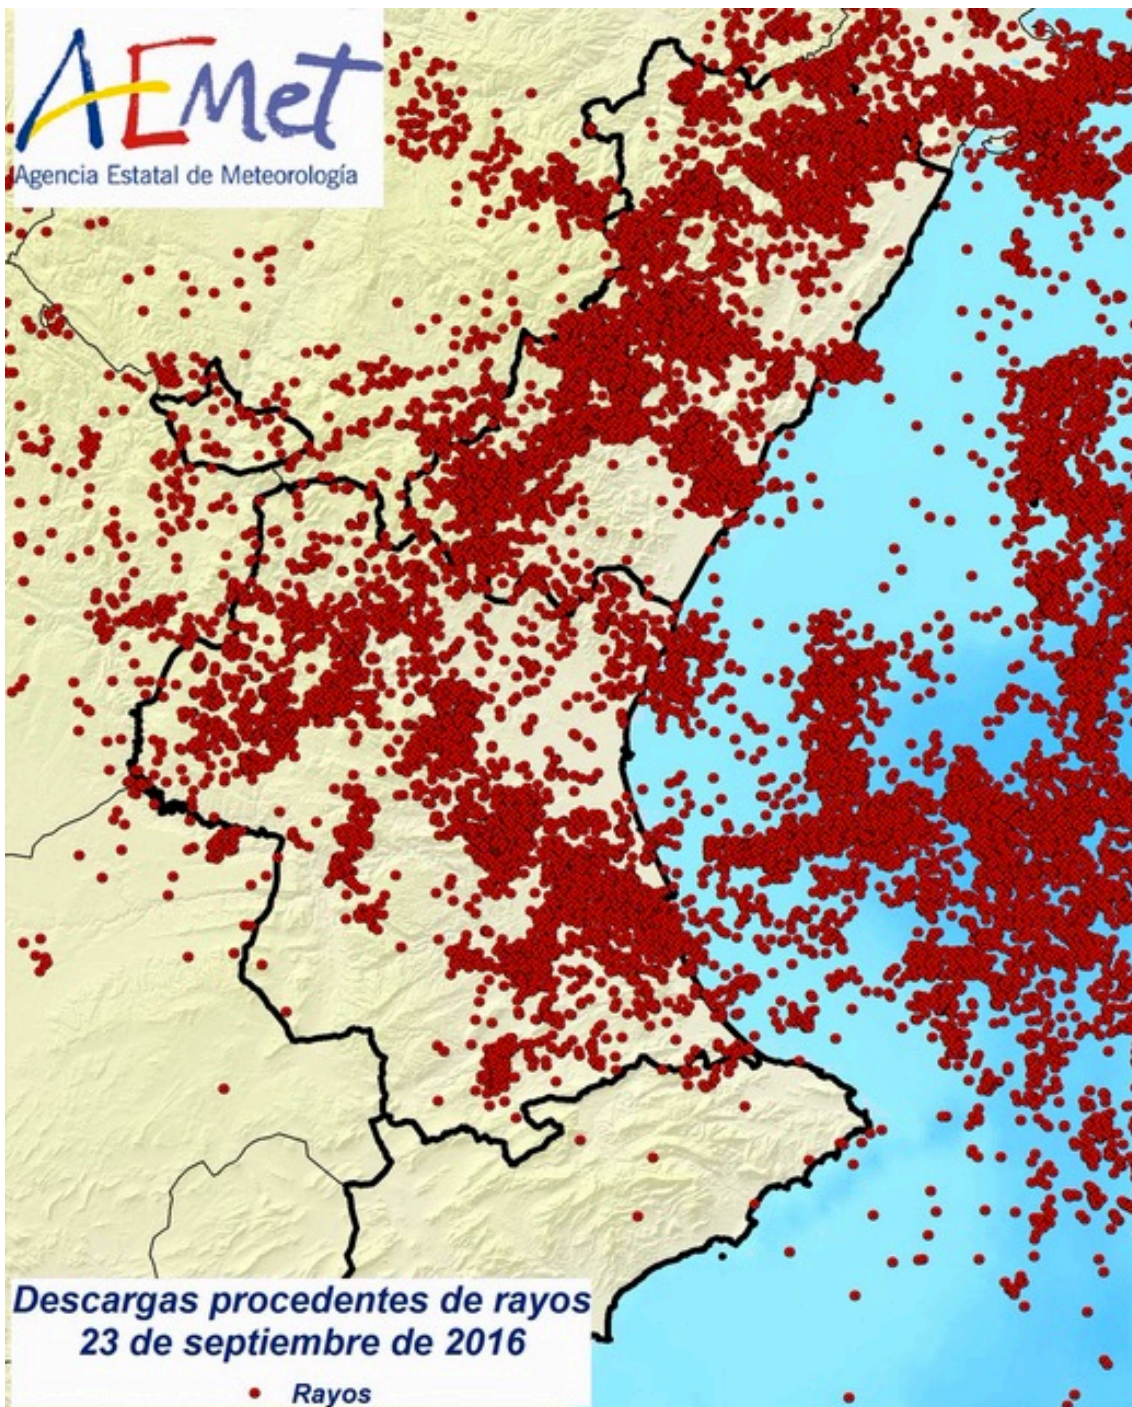 AEMet
Agencia Estatal de Meteorología
Descargas procedentes de rayos
23 de septiembre de 2016
Rayos